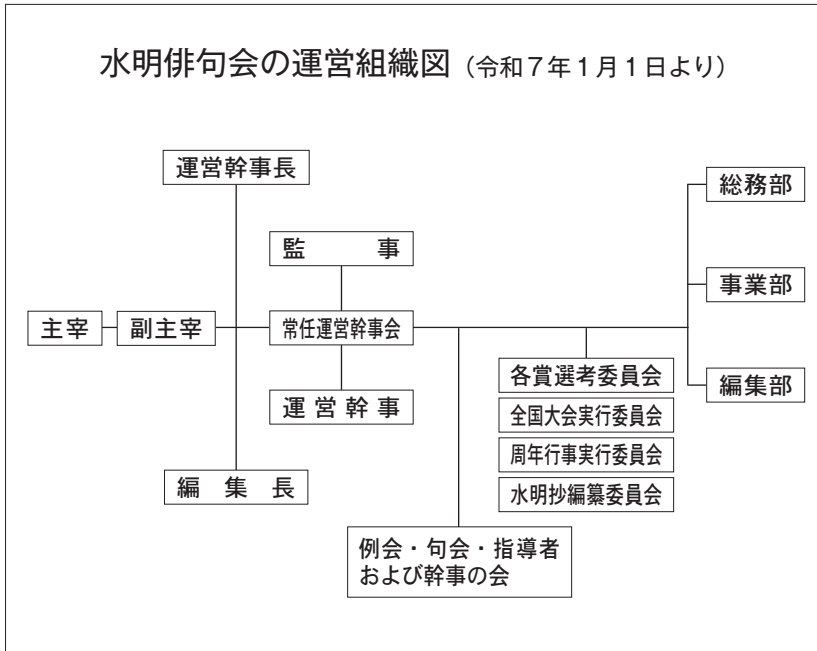 水明俳句会の運営組織図（令和７年１月１日より）
運営幹事長
総務部
監　事
事業部
主宰
副主宰
常任運営幹事会
各賞選考委員会
編集部
運営幹事
全国大会実行委員会
周年行事実行委員会
編集長
水明抄編纂委員会
例会・句会・指導者
および幹事の会